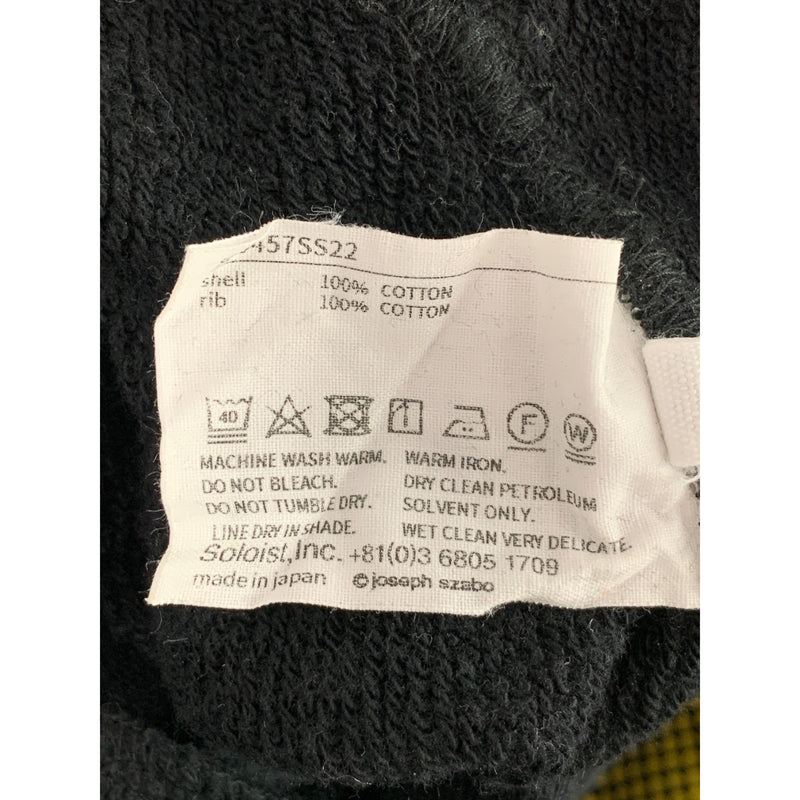 457SS22
shell 100% COTTON
rib 100% COTTON
40 F W
MACHINE WASH WARM. WARM IRON.
DO NOT BLEACH. DRY CLEAN PETROLEUM
DO NOT TUMBLE DRY. SOLVENT ONLY.
LINE DRY IN SHADE. WET CLEAN VERY DELICATE.
Soloist,Inc. +81(0)3 6805 1709
made in japan ©joseph szabo